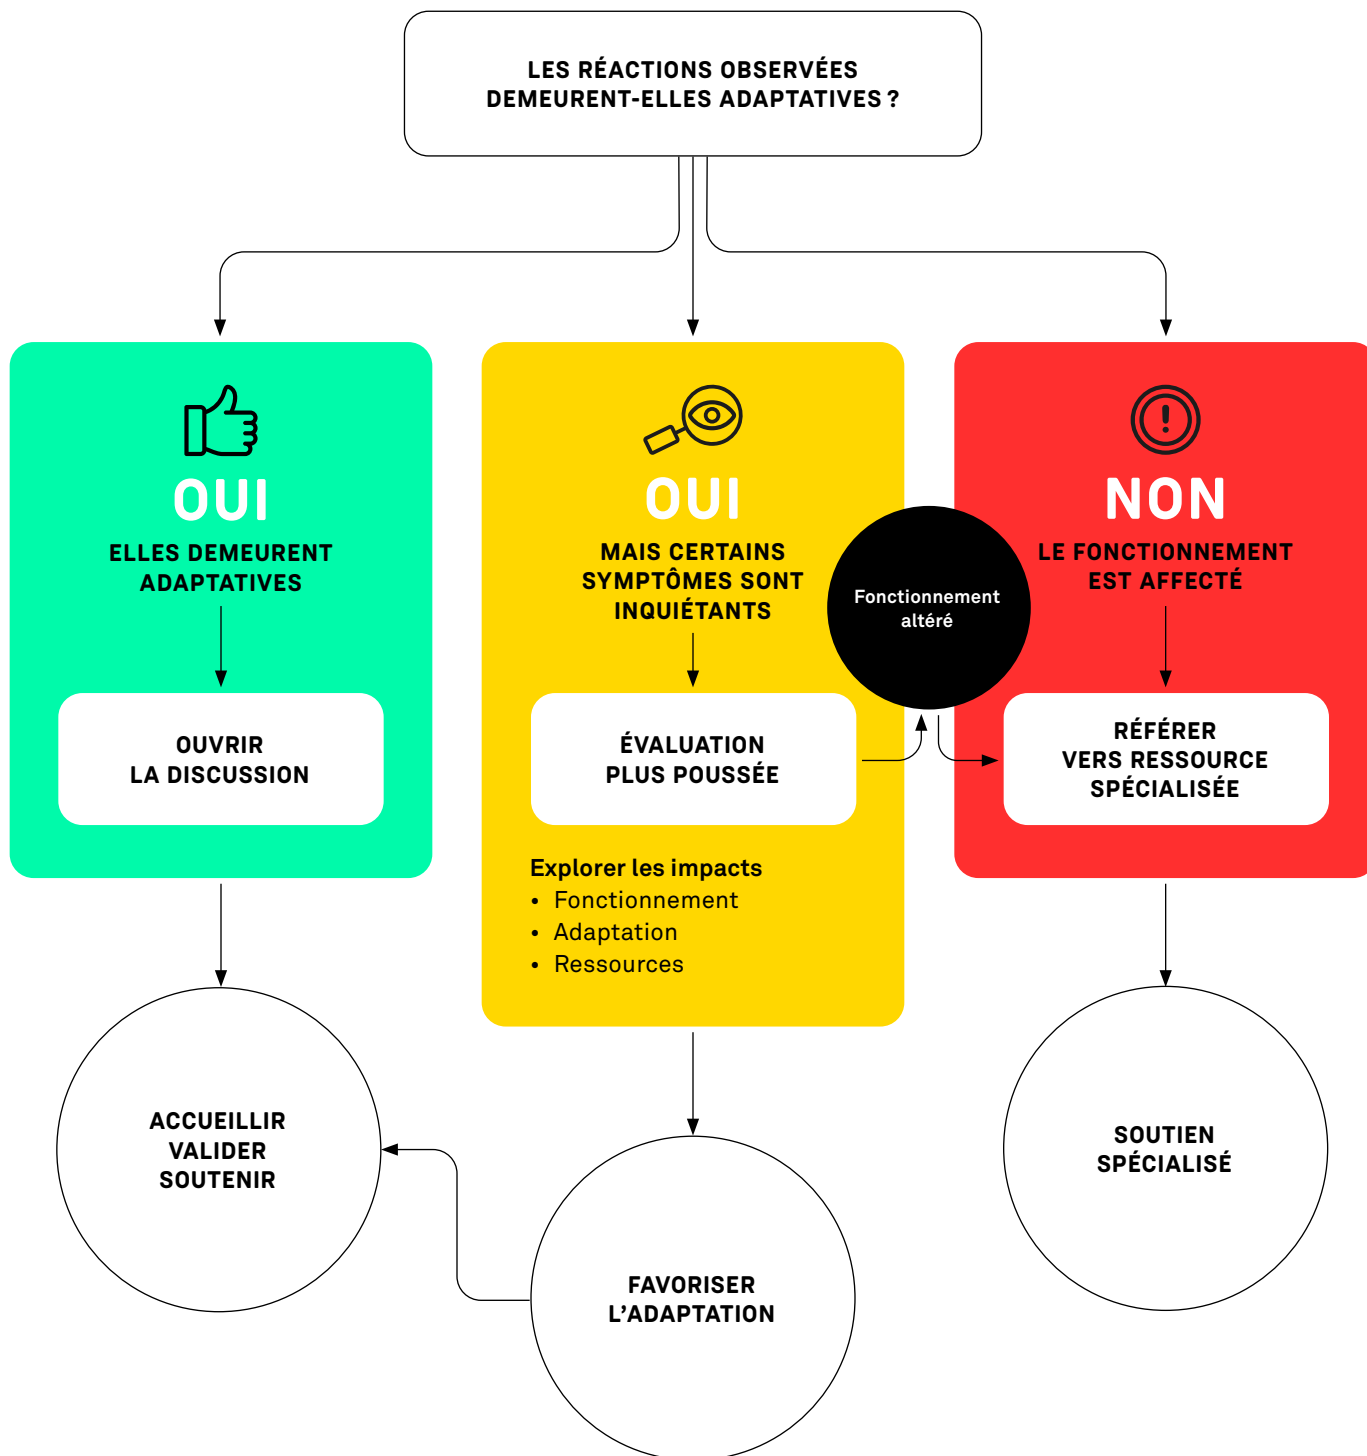 LES RÉACTIONS OBSERVÉES
DEMEURENT-ELLES ADAPTATIVES ?
OUI
ELLES DEMEURENT
ADAPTATIVES
OUVRIR
LA DISCUSSION
ACCUEILLIR
VALIDER
SOUTENIR
OUI
MAIS CERTAINS
SYMPTÔMES SONT
INQUIÉTANTS
ÉVALUATION
PLUS POUSSÉE
Explorer les impacts
• Fonctionnement
• Adaptation
• Ressources
FAVORISER
L’ADAPTATION
Fonctionnement
altéré
NON
LE FONCTIONNEMENT
EST AFFECTÉ
RÉFÉRER
VERS RESSOURCE
SPÉCIALISÉE
SOUTIEN
SPÉCIALISÉ